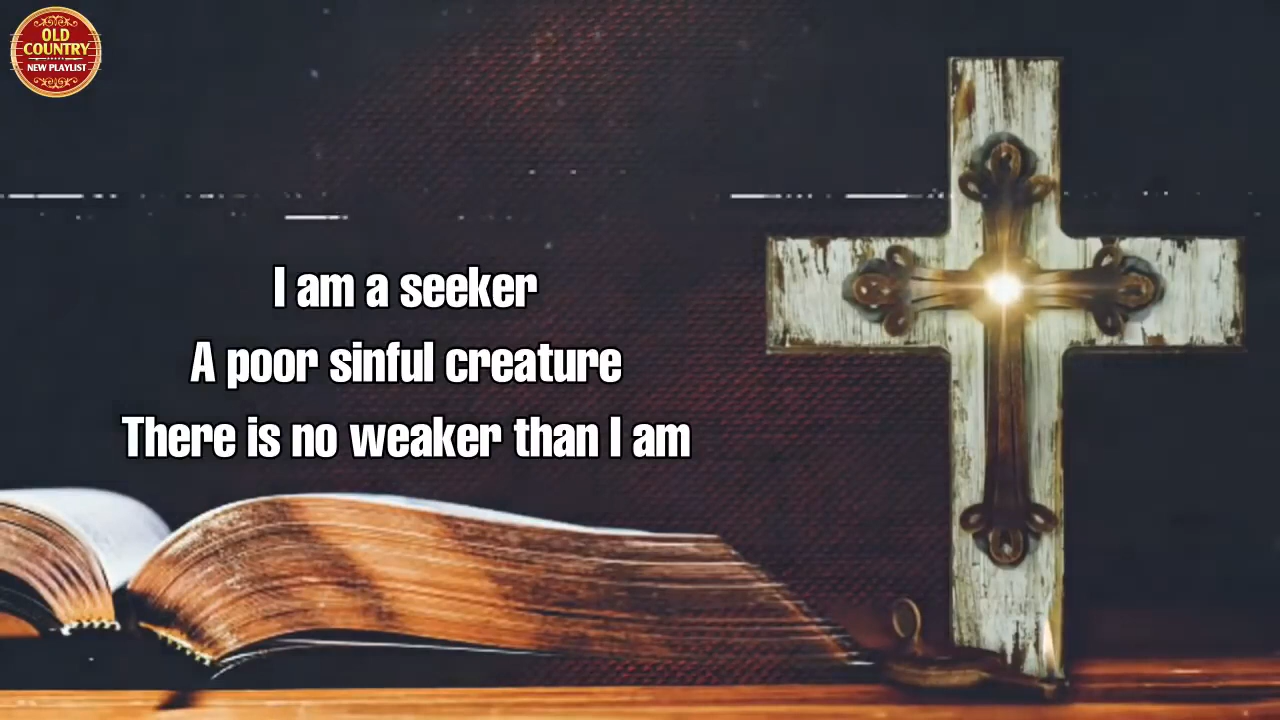 OLD
COUNTRY
NEW PLAYLIST
I am a seeker
A poor sinful creature
There is no weaker than I am